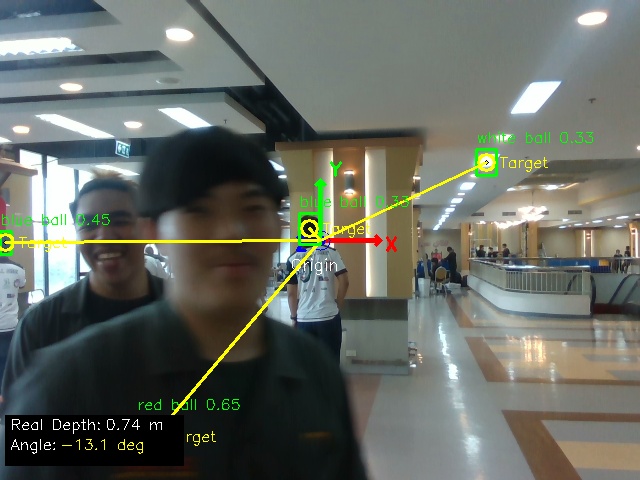 white ball 0.33
Target
Y
blue ball 0.33
Targe
X
Origin
blue ball 0.45
Target
red ball 0.65
rget
Real Depth: 0.74 m
Angle: -13.1 deg